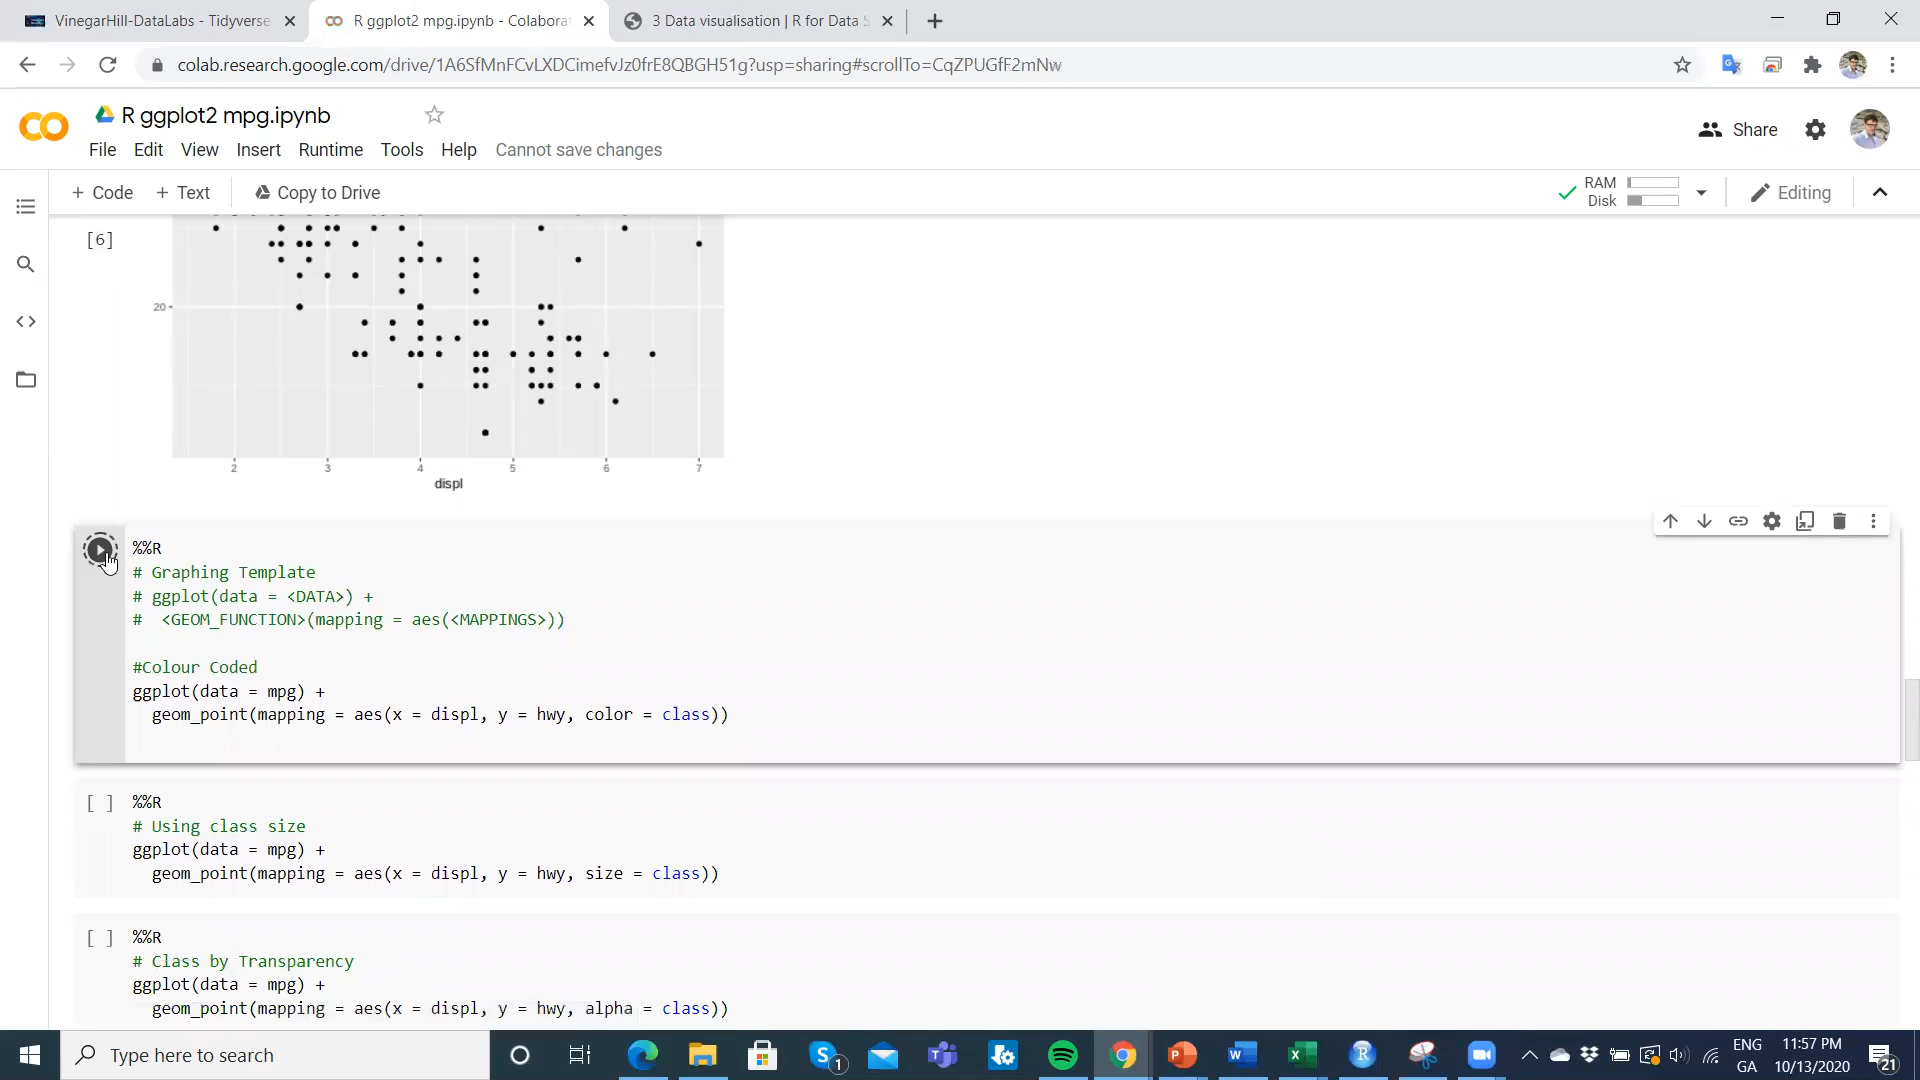 VinegarHill-DataLabs - Tidyverse
R ggplot2 mpg.ipynb - Colaborat
3 Data visualisation | R for Data S
colab.research.google.com/drive/1A6SfMnFCvLXDCimefvJz0frE8QBGH51g?usp=sharing#scrollTo=CqZPUGfF2mNw
CO
R ggplot2 mpg.ipynb
Share
File Edit View Insert Runtime Tools Help Cannot save changes
+ Code + Text Copy to Drive
RAM
Disk
Editing
[6]
20
2 3 4 5 6 7
displ
%%R
# Graphing Template
# ggplot(data = <DATA>) +
#  <GEOM_FUNCTION>(mapping = aes(<MAPPINGS>))
#Colour Coded
ggplot(data = mpg) +
geom_point(mapping = aes(x = displ, y = hwy, color = class))
[ ] %%R
# Using class size
ggplot(data = mpg) +
geom_point(mapping = aes(x = displ, y = hwy, size = class))
[ ] %%R
# Class by Transparency
ggplot(data = mpg) +
geom_point(mapping = aes(x = displ, y = hwy, alpha = class))
Type here to search
1
ENG
GA
11:57 PM
10/13/2020
21